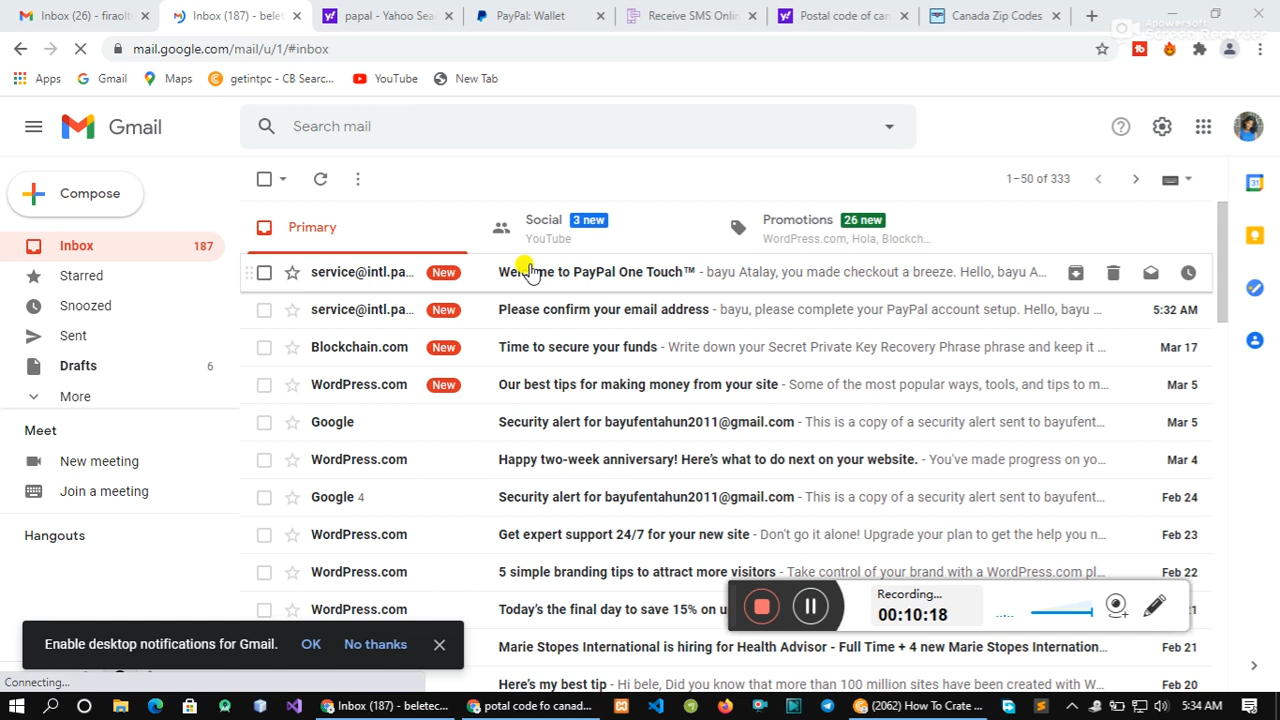 Inbox (26) - firaolt
Inbox (187) - belet
papal - Yahoo Sea
PayPal: Wallet
Receive SMS Onli
Postal code of can
Canada Zip Codes
Apowersoft
Screen Recorder
mail.google.com/mail/u/1/#inbox
Apps
Gmail
Maps
getintpc - CB Searc...
YouTube
New Tab
Gmail
Search mail
Compose
1–50 of 333
Primary
Social 3 new
YouTube
Promotions 26 new
WordPress.com, Hola, Blockch...
Inbox 187
Starred
Snoozed
Sent
Drafts 6
More
Meet
New meeting
Join a meeting
Hangouts
service@intl.pa... New to PayPal One Touch™ - bayu Atalay, you made checkout a breeze. Hello, bayu A...
service@intl.pa... New Please confirm your email address - bayu, please complete your PayPal account setup. Hello, bayu ... 5:32 AM
Blockchain.com New Time to secure your funds - Write down your Secret Private Key Recovery Phrase phrase and keep it ... Mar 17
WordPress.com New Our best tips for making money from your site - Some of the most popular ways, tools, and tips to m... Mar 5
Google Security alert for bayufentahun2011@gmail.com - This is a copy of a security alert sent to bayufent... Mar 5
WordPress.com Happy two-week anniversary! Here's what to do next on your website. - You've made progress on yo... Mar 4
Google 4 Security alert for bayufentahun2011@gmail.com - This is a copy of a security alert sent to bayufent... Feb 24
WordPress.com Get expert support 24/7 for your new site - Don't go it alone! Upgrade your plan to get the help you n... Feb 23
WordPress.com 5 simple branding tips to attract more visitors - Take control of your brand with a WordPress.com pl... Feb 22
WordPress.com Today's the final day to save 15% on
Marie Stopes International is hiring for Health Advisor - Full Time + 4 new Marie Stopes Internation... Feb 21
Here's my best tip - Hi bele, Did you know that more than 100 million sites have been created with W... Feb 20
Recording...
00:10:18
Enable desktop notifications for Gmail. OK No thanks
Connecting...
Inbox (187) - beletec...
potal code fo canad...
(2062) How To Crate ...
5:34 AM